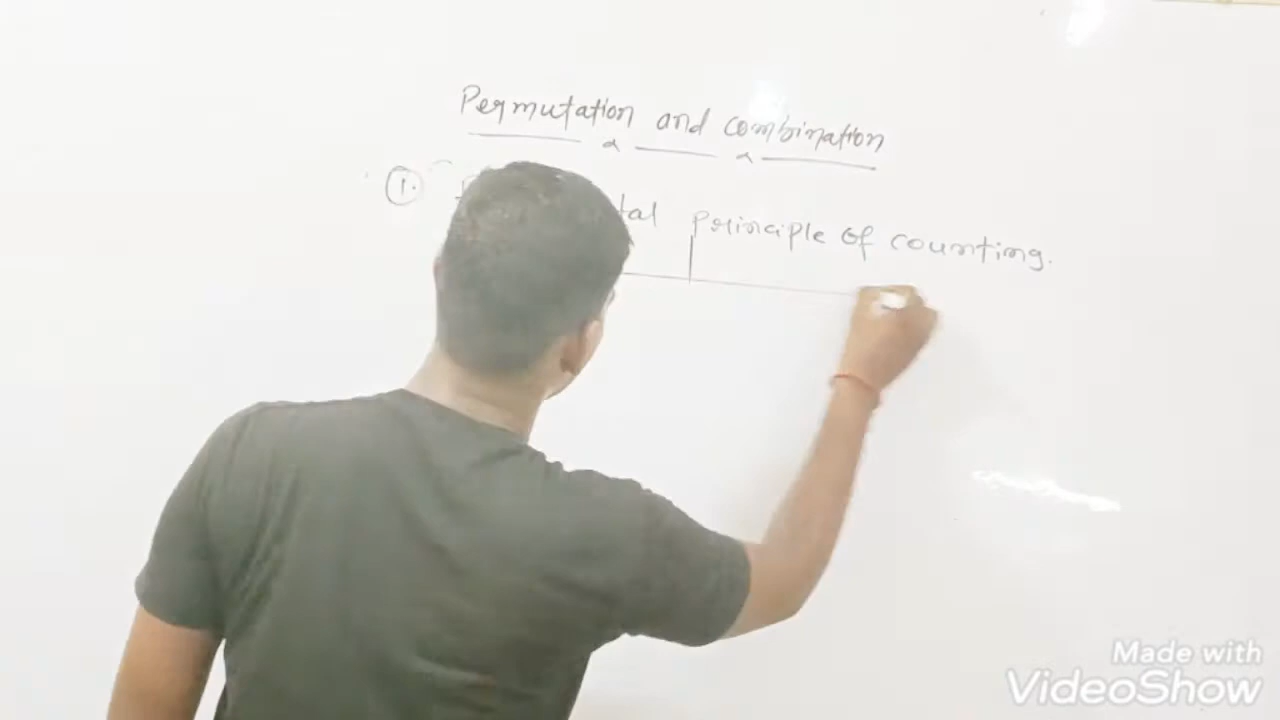 Permutation and combination
1. tal principle of counting.
Made with
VideoShow